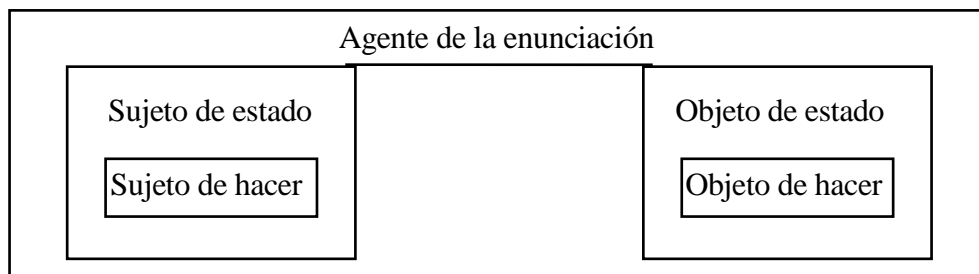 Agente de la enunciación
Sujeto de estado
Objeto de estado
Sujeto de hacer
Objeto de hacer